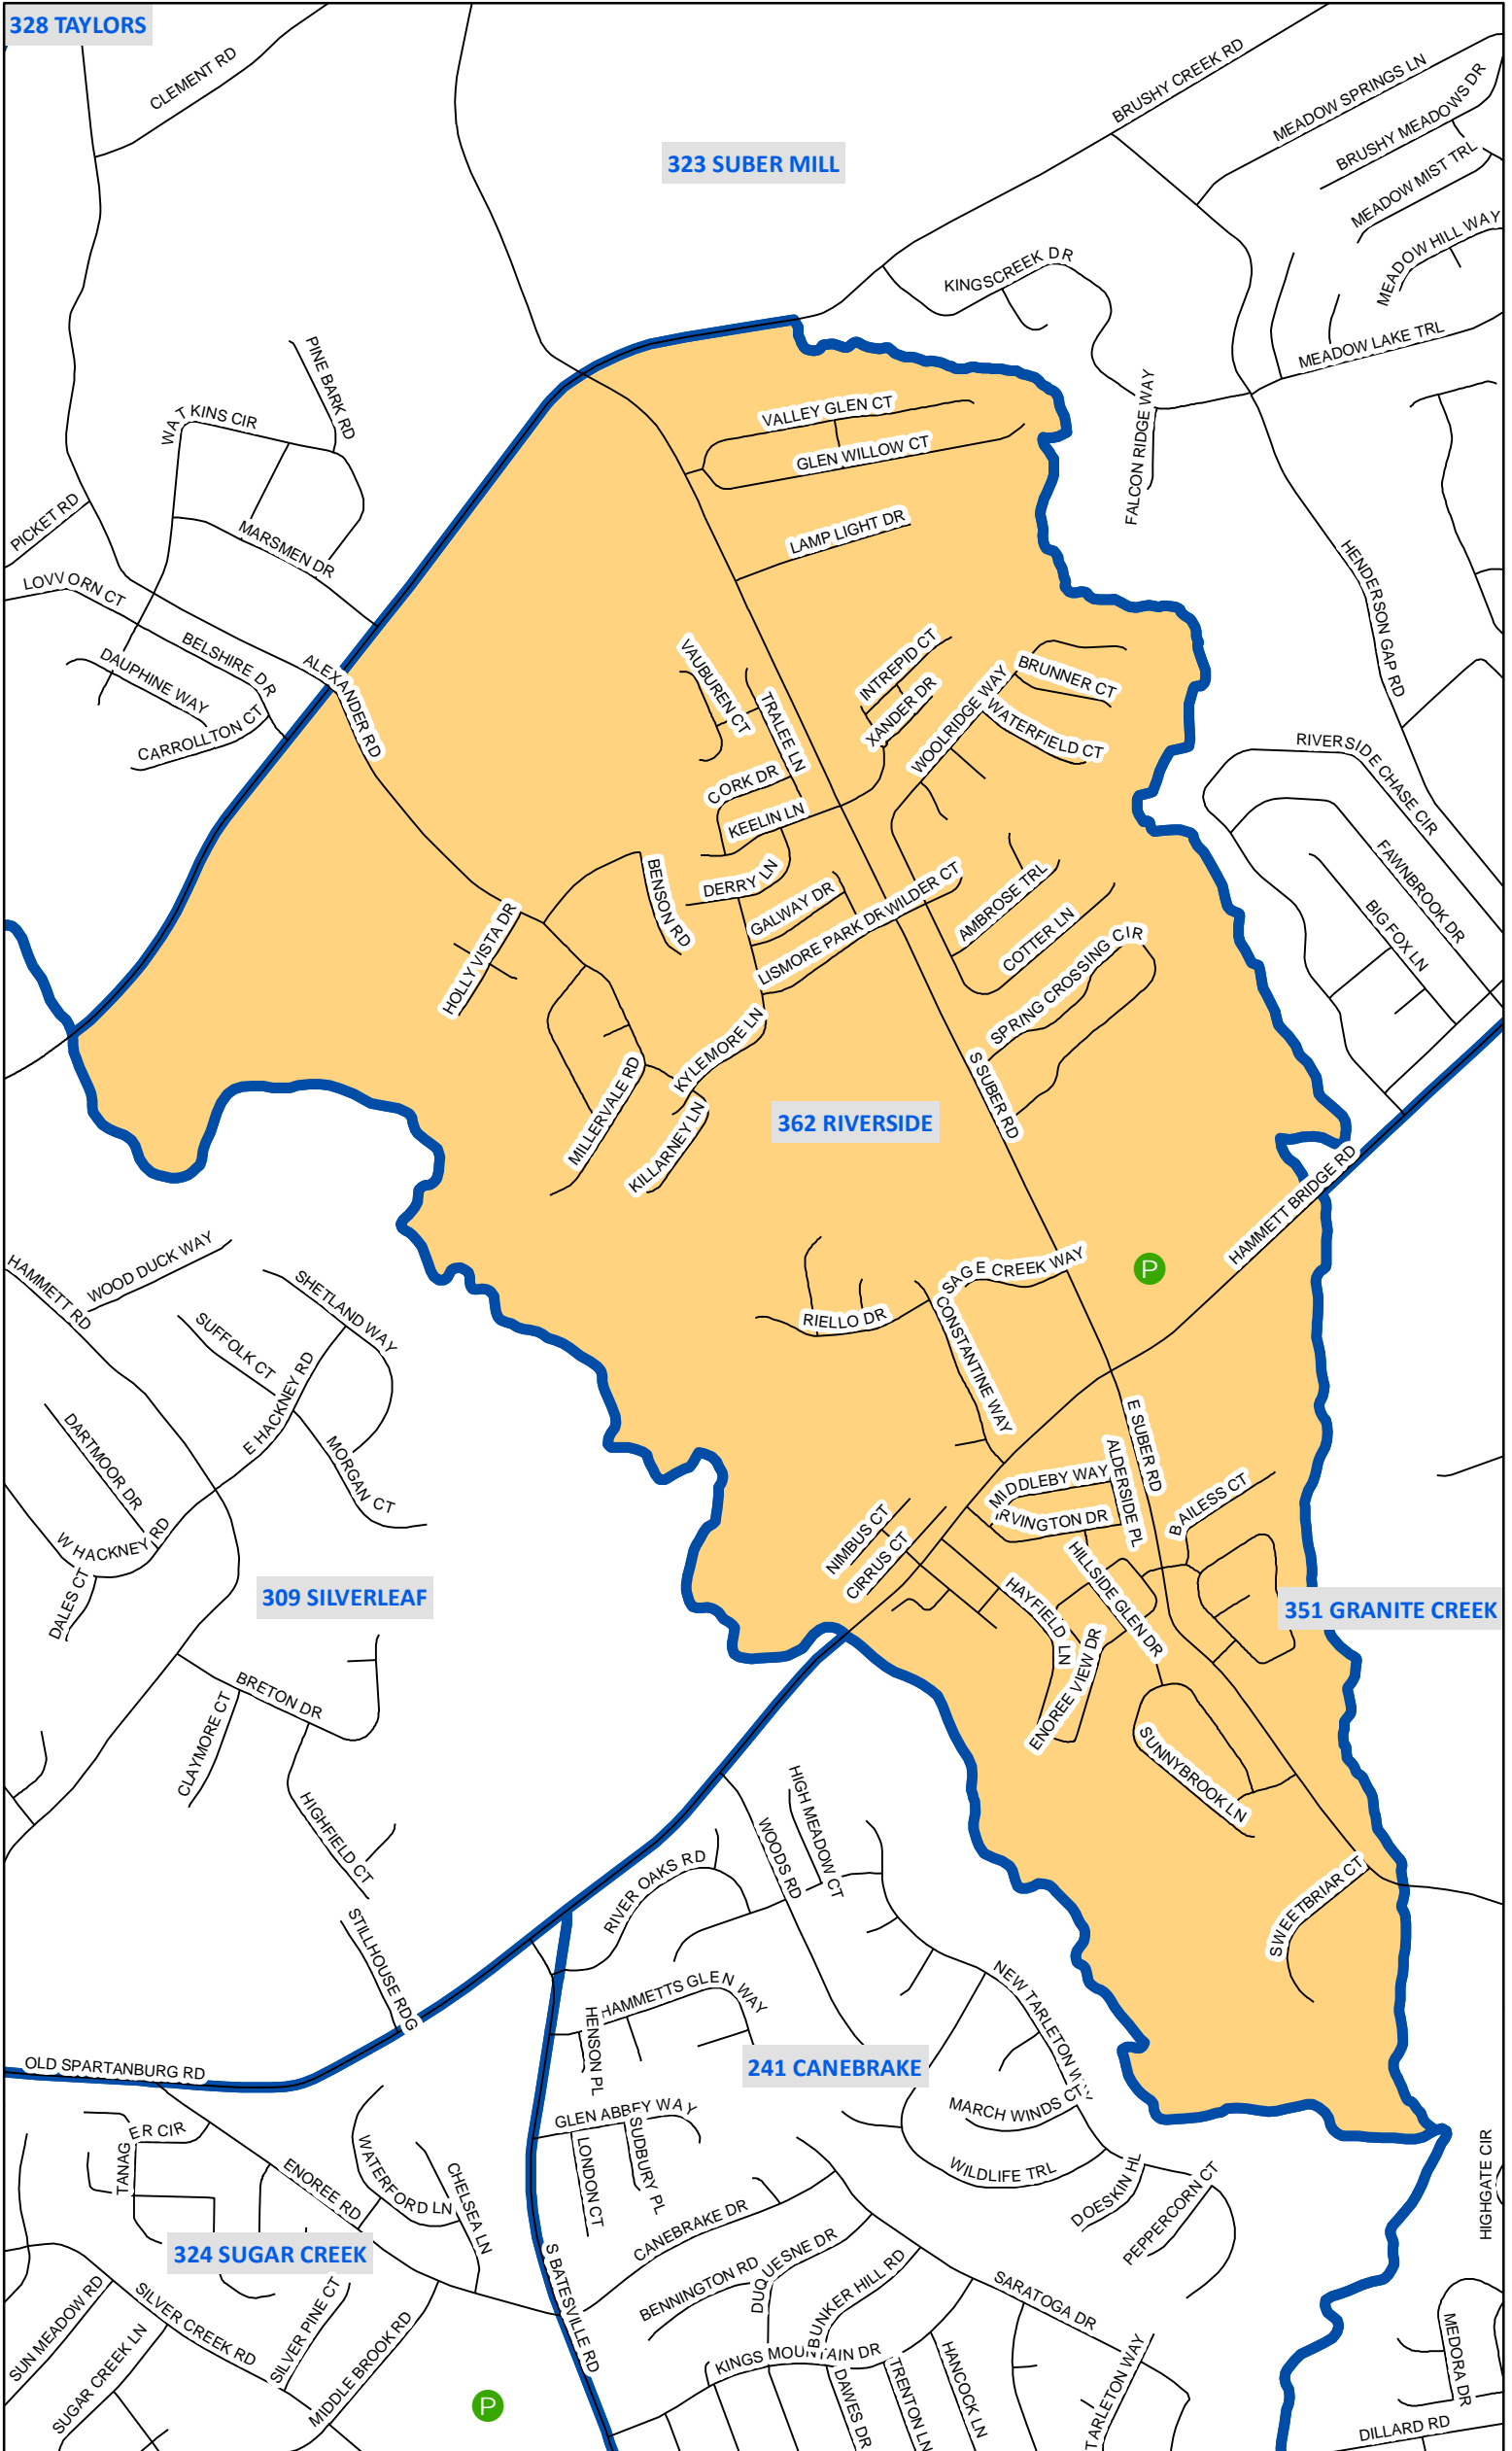 328 TAYLORS
CLEMENT RD
BRUSHY CREEK RD
MEADOW SPRINGS LN
BRUSHY MEADOWS DR
323 SUBER MILL
MEADOW MIST TRL
MEADOW HILL WAY
KINGSCREEK DR
MEADOW LAKE TRL
PINE BARK RD
WATKINS CIR
VALLEY GLEN CT
GLEN WILLOW CT
FALCON RIDGE WAY
PICKET RD
MARSMEN DR
LAMP LIGHT DR
LOVVORN CT
HENDERSON GAP RD
BELSHIRE DR
DAUPHINE WAY
ALEXANDER RD
CARROLLTON CT
VAUBUREN CT
TRALEE LN
INTREPID CT
XANDER DR
WOOLRIDGE WAY
BRUNNER CT
WATERFIELD CT
RIVERSIDE CHASE CIR
CORK DR
KEELIN LN
BENSON RD
DERRY LN
GALWAY DR
LISMORE PARK DR
WILDER CT
AMBROSE TRL
COTTER LN
SPRING CROSSING CIR
FAWNBROOK DR
BIG FOX LN
HOLLY VISTA DR
KYLEMORE LN
MILLERVALE RD
KILLARNEY LN
S SUBER RD
362 RIVERSIDE
HAMMETT BRIDGE RD
WOOD DUCK WAY
HAMMETT RD
SHETLAND WAY
SUFFOLK CT
SAGE CREEK WAY
P
RIELLO DR
CONSTANTINE WAY
E HACKNEY RD
DARTMOOR DR
MORGAN CT
E SUBER RD
MIDDLEBY WAY
ALDERSIDE PL
IRVINGTON DR
BAILESS CT
NIMBUS CT
CIRRUS CT
W HACKNEY RD
DALES CT
309 SILVERLEAF
HILLSIDE GLEN DR
HAYFIELD LN
ENOREE VIEW DR
351 GRANITE CREEK
BRETON DR
CLAYMORE CT
SUNNYBROOK LN
HIGHFIELD CT
HIGH MEADOW CT
WOODS RD
RIVER OAKS RD
SWEETBRIAR CT
STILLHOUSE RDG
HAMMETTS GLEN WAY
HENSON PL
NEW TARLETON WAY
OLD SPARTANBURG RD
241 CANEBRAKE
MARCH WINDS CT
GLEN ABBEY WAY
SUDBURY PL
LONDON CT
TANAGER CIR
WATERFORD LN
CHELSEA LN
ENOREE RD
WILDLIFE TRL
DOESKIN HL
PEPPERCORN CT
HIGHGATE CIR
324 SUGAR CREEK
CANEBRAKE DR
BENNINGTON RD
DUQUESNE DR
BUNKER HILL RD
SARATOGA DR
S BATESVILLE RD
SUN MEADOW RD
SILVER CREEK RD
SILVER PINE CT
SUGAR CREEK LN
MIDDLE BROOK RD
KINGS MOUNTAIN DR
DAWES DR
TRENTON LN
HANCOCK LN
TARLETON WAY
MEDORA DR
DILLARD RD
P